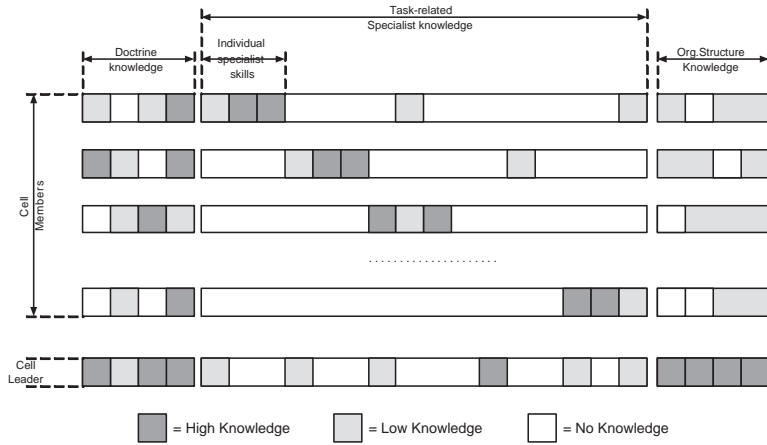 Task-related
Specialist knowledge
Doctrine
knowledge
Individual
specialist
skills
Org.Structure
Knowledge
Cell
Members
......................
Cell
Leader
= High Knowledge
= Low Knowledge
= No Knowledge